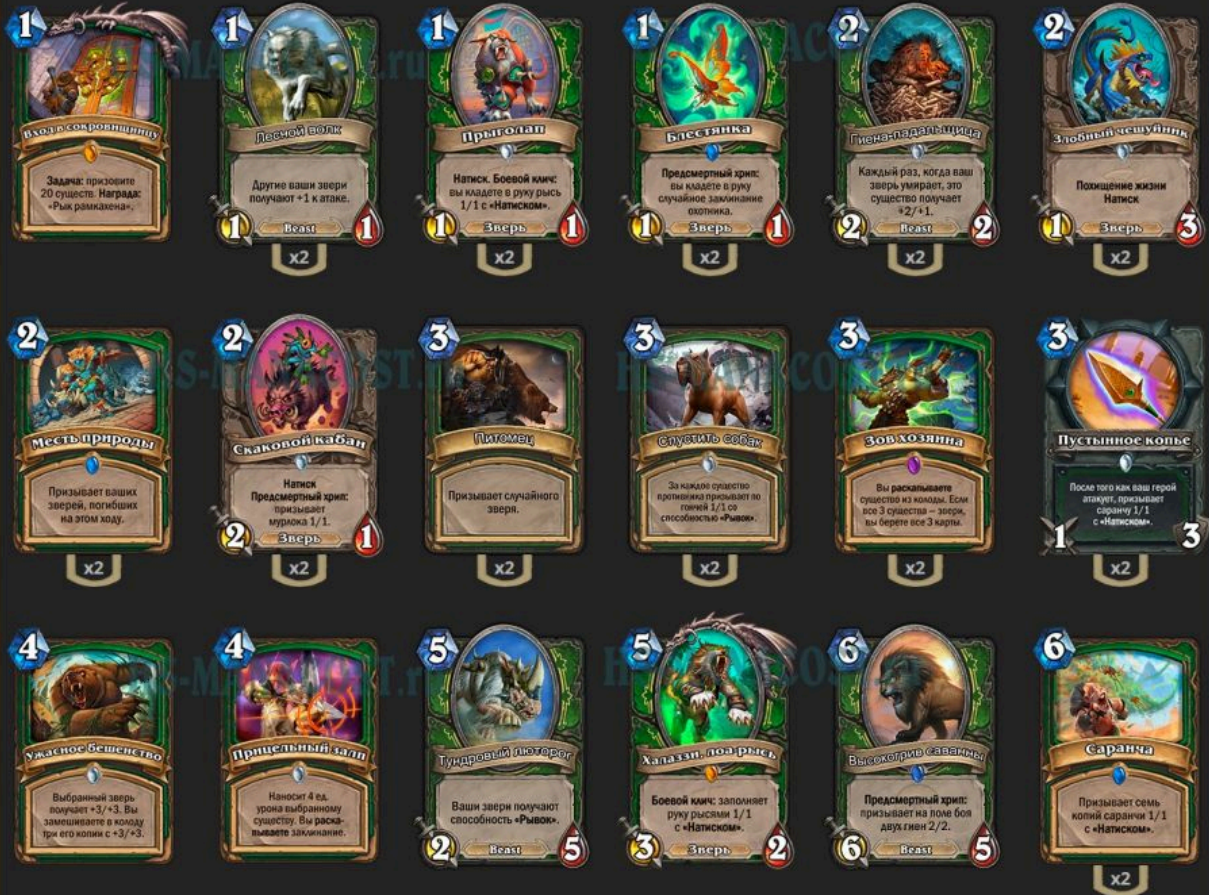 1
Вход в сокровищницу
Задача: призовите
20 существ. Награда:
«Рык рамкахена».
1
Лесной волк
Другие ваши звери
получают +1 к атаке.
1
Beast
1
x2
1
Прыголап
Натиск. Боевой клич:
вы кладете в руку рысь
1/1 с «Натиском».
1
Зверь
1
x2
1
Блестянка
Предсмертный хрип:
вы кладёте в руку
случайное заклинание
охотника.
1
Зверь
1
x2
2
Гиена-падальщица
Каждый раз, когда ваш
зверь умирает, это
существо получает
+2/+1.
2
Beast
2
x2
2
Злобный чешуйник
Похищение жизни
Натиск
1
Зверь
3
x2
2
Месть природы
Призывает ваших
зверей, погибших
на этом ходу.
x2
2
Скаковой кабан
Натиск
Предсмертный хрип:
призывает
мурлока 1/1.
2
Зверь
1
x2
3
Питомец
Призывает случайного
зверя.
x2
3
Спустить собак
За каждое существо
противника призывает по
гончей 1/1 со
способностью «Рывок».
x2
3
Зов хозяина
Вы раскапываете
существо из колоды. Если
все 3 существа – звери,
вы берете все 3 карты.
x2
3
Пустынное копье
После того как ваш герой
атакует, призывает
саранчу 1/1
с «Натиском».
1
3
x2
4
Ужасное бешенство
Выбранный зверь
получает +3/+3. Вы
замешиваете в колоду
три его копии с +3/+3.
4
Прицельный залп
Наносит 4 ед.
урона выбранному
существу. Вы раска-
пываете заклинание.
5
Тундровый люторог
Ваши звери получают
способность «Рывок».
2
Beast
5
5
Халаззи, лоа-рысь
Боевой клич: заполняет
руку рысями 1/1
с «Натиском».
3
Зверь
2
6
Высокогрив саванны
Предсмертный хрип:
призывает на поле боя
двух гиен 2/2.
6
Beast
5
6
Саранча
Призывает семь
копий саранчи 1/1
с «Натиском».
x2